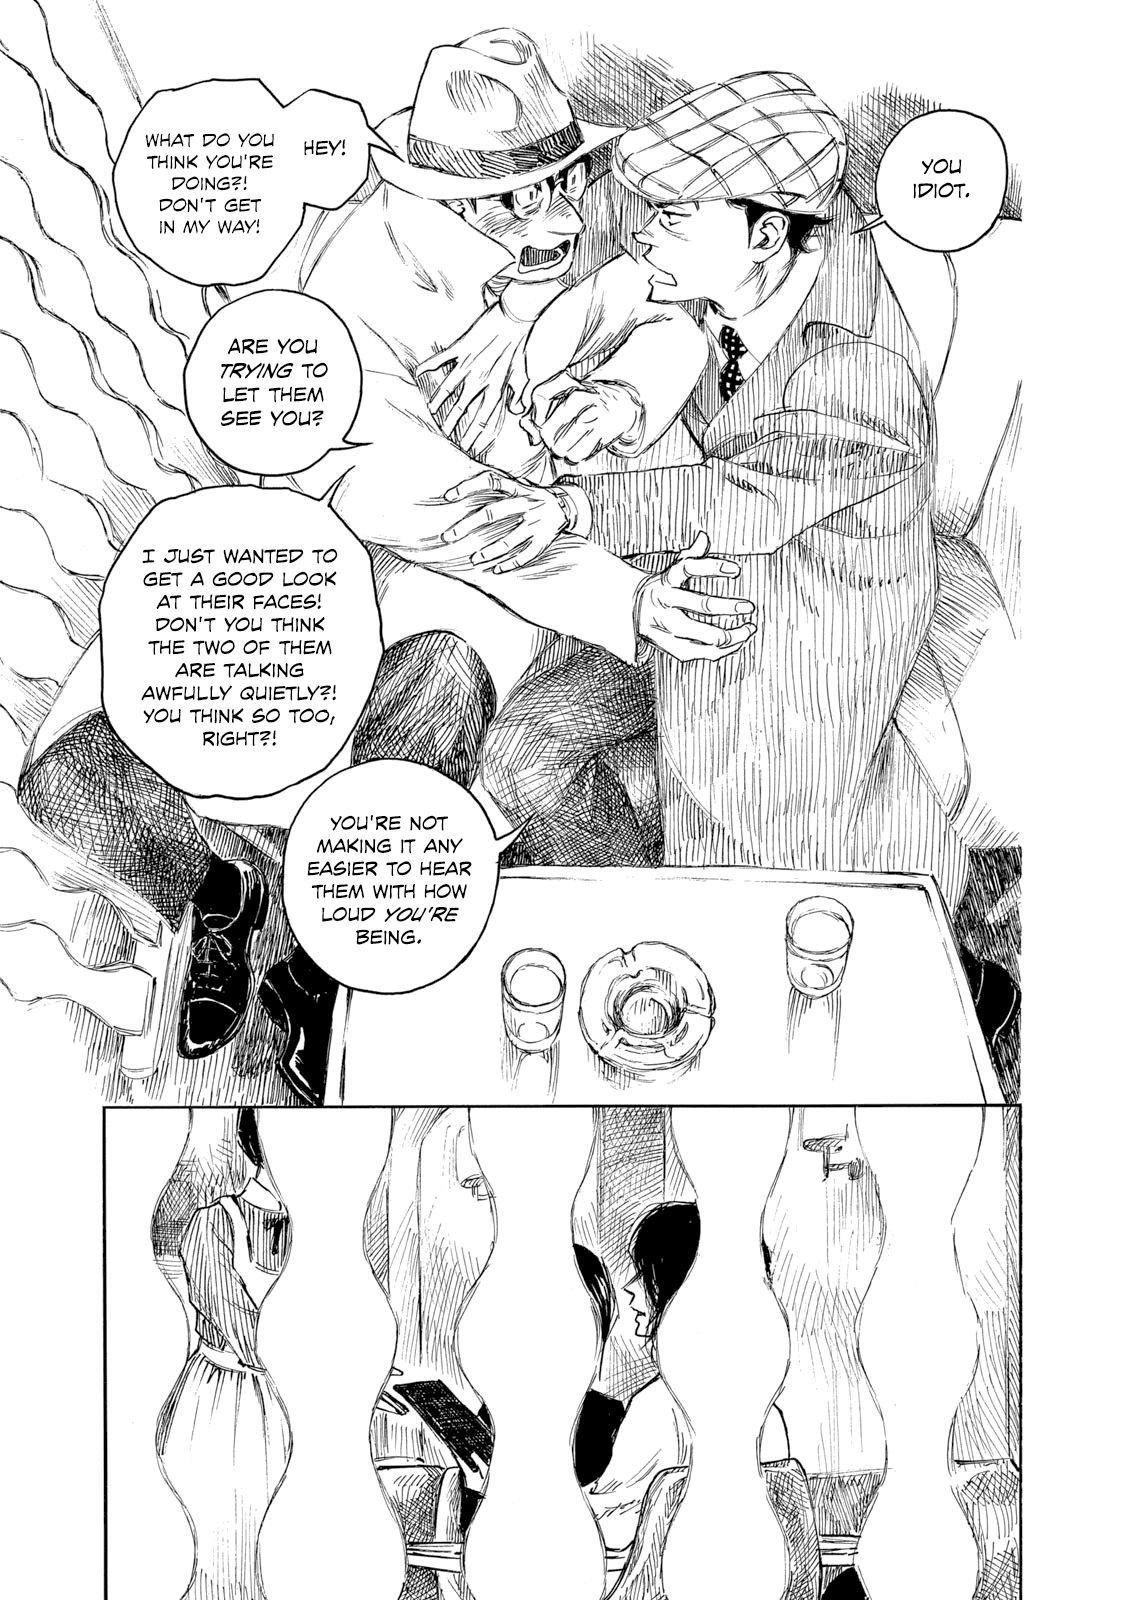 YOU
IDIOT.
HEY!
WHAT DO YOU
THINK YOU'RE
DOING?!
DON'T GET
IN MY WAY!
ARE YOU
TRYING TO
LET THEM
SEE YOU?
I JUST WANTED TO
GET A GOOD LOOK
AT THEIR FACES!
DON'T YOU THINK
THE TWO OF THEM
ARE TALKING
AWFULLY QUIETLY?!
YOU THINK SO TOO,
RIGHT?!
YOU'RE NOT
MAKING IT ANY
EASIER TO HEAR
THEM WITH HOW
LOUD YOU'RE
BEING.